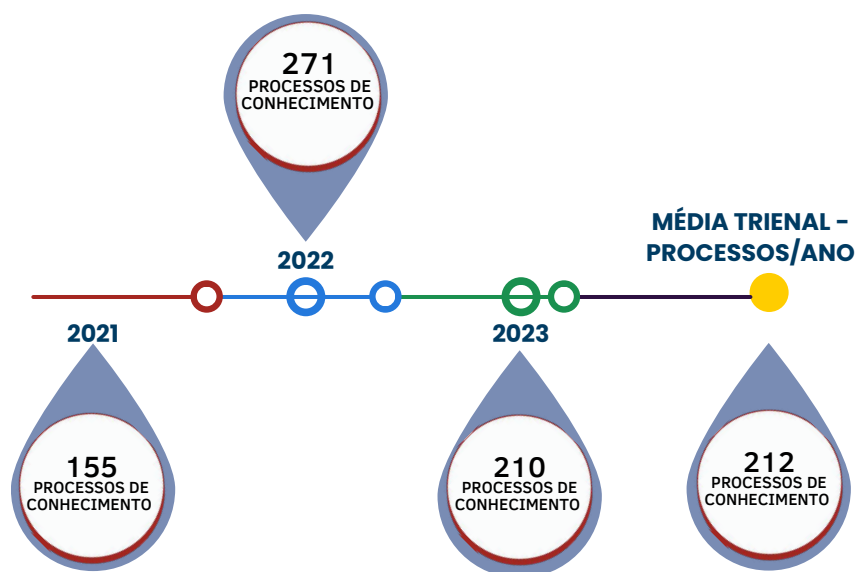 271
PROCESSOS DE
CONHECIMENTO
MÉDIA TRIENAL -
PROCESSOS/ANO
2022
2021
2023
155
PROCESSOS DE
CONHECIMENTO
210
PROCESSOS DE
CONHECIMENTO
212
PROCESSOS DE
CONHECIMENTO